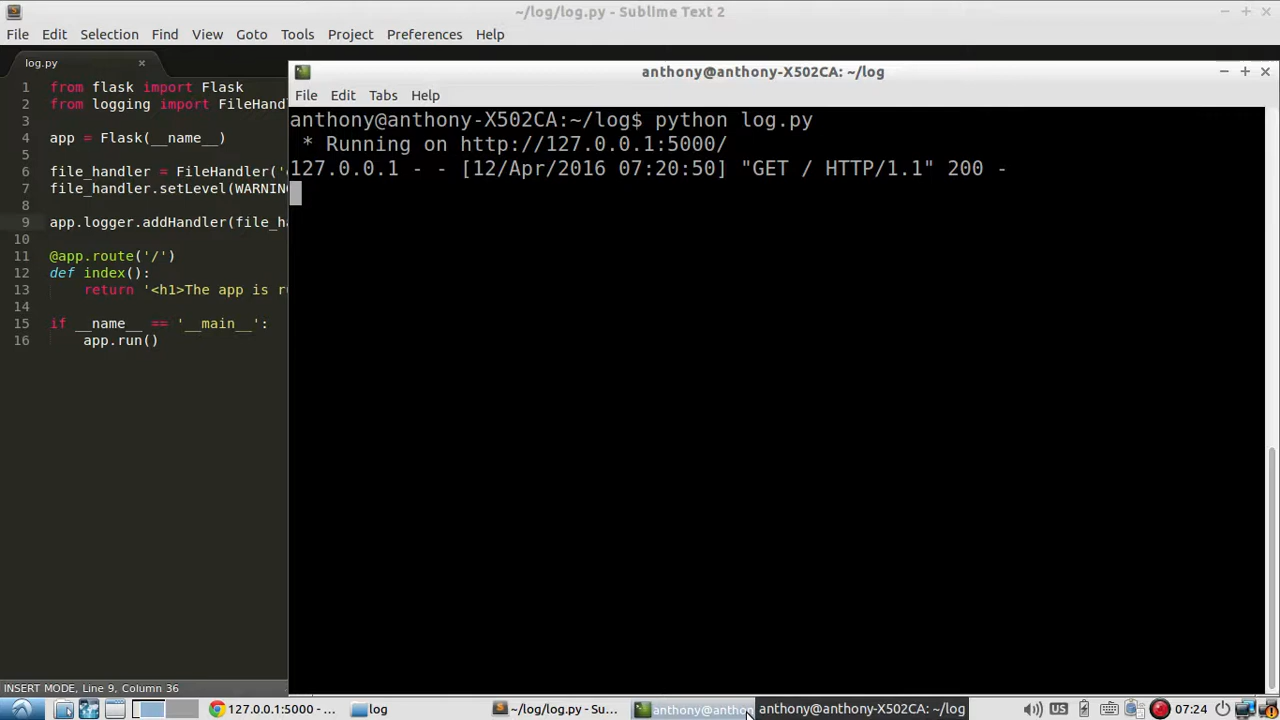 ~/log/log.py - Sublime Text 2
File Edit Selection Find View Goto Tools Project Preferences Help
log.py
1 from flask import Flask
2 from logging import FileHandl
3
4 app = Flask(__name__)
5
6 file_handler = FileHandler('
7 file_handler.setLevel(WARNING
8
9 app.logger.addHandler(file_ha
10
11 @app.route('/')
12 def index():
13 return '<h1>The app is r
14
15 if __name__ == '__main__':
16 app.run()
INSERT MODE, Line 9, Column 36
anthony@anthony-X502CA: ~/log
File Edit Tabs Help
anthony@anthony-X502CA:~/log$ python log.py
* Running on http://127.0.0.1:5000/
127.0.0.1 - - [12/Apr/2016 07:20:50] "GET / HTTP/1.1" 200 -
127.0.0.1:5000 - ...
log
~/log/log.py - Su...
anthony@anthon
anthony@anthony-X502CA: ~/log
US
07:24